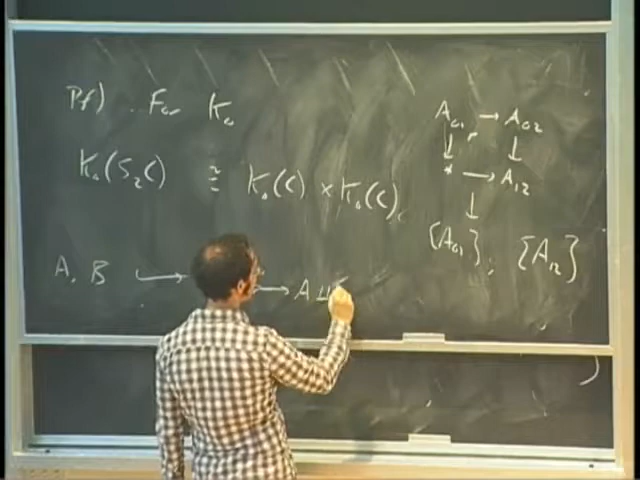 Pf) . For K₀
K₀(S₂C) ≅ K₀(C) × K₀(C)
A₀₁ → A₀₂
↓ ↓
* → A₁₂
↓
[A₀₁], [A₁₂]
A, B ↦ → A ⊔